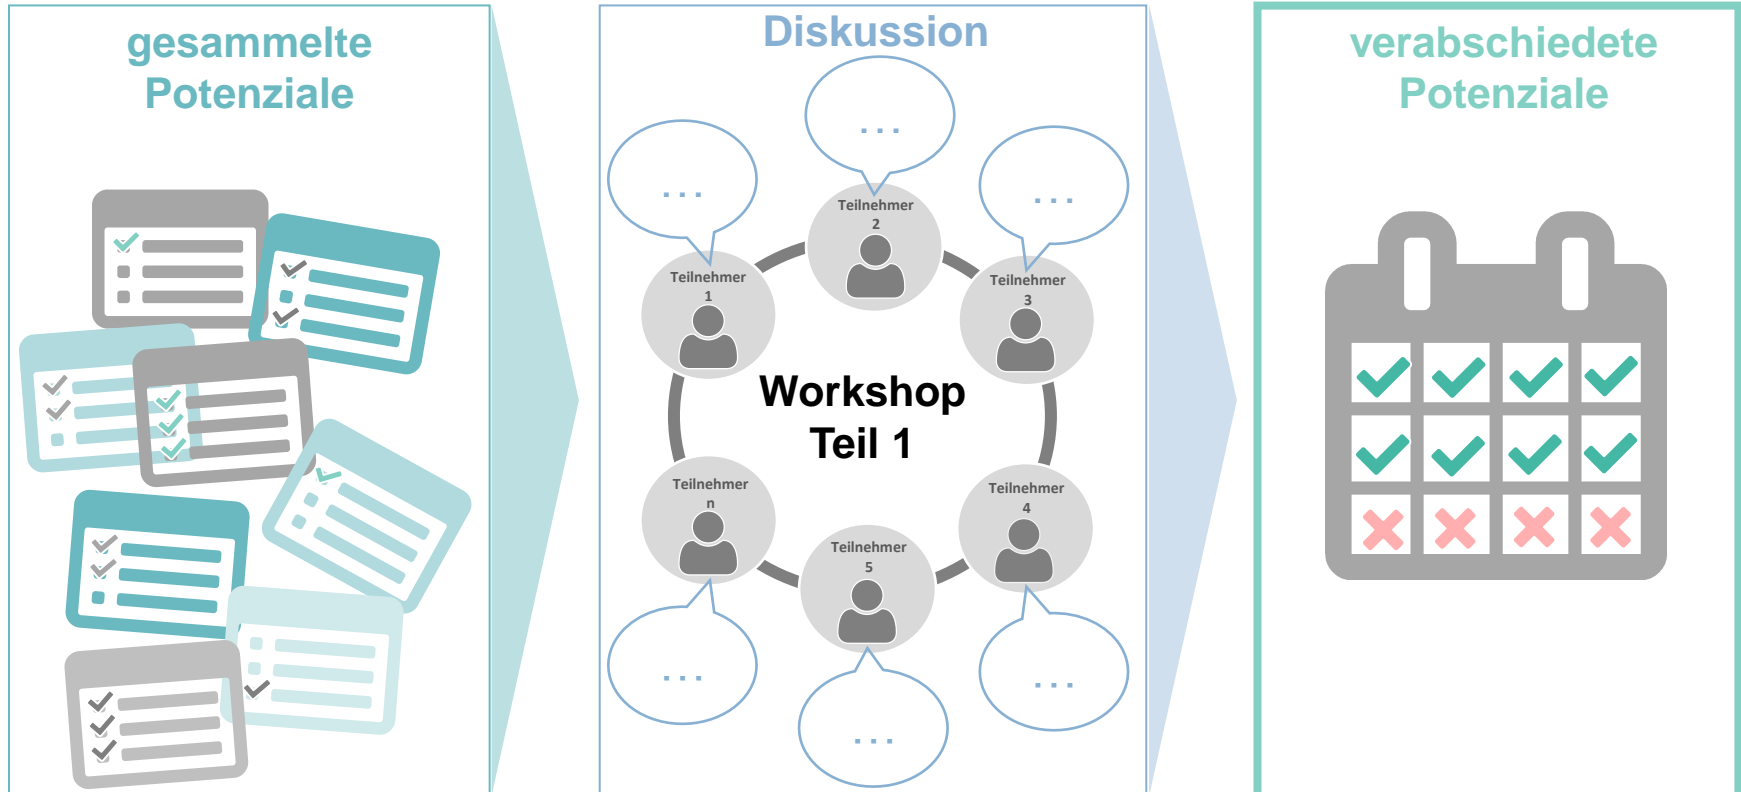 gesammelte
Potenziale
Diskussion
...
...
...
Teilnehmer
1
Teilnehmer
2
Teilnehmer
3
Workshop
Teil 1
Teilnehmer
n
Teilnehmer
5
Teilnehmer
4
...
...
...
verabschiedete
Potenziale